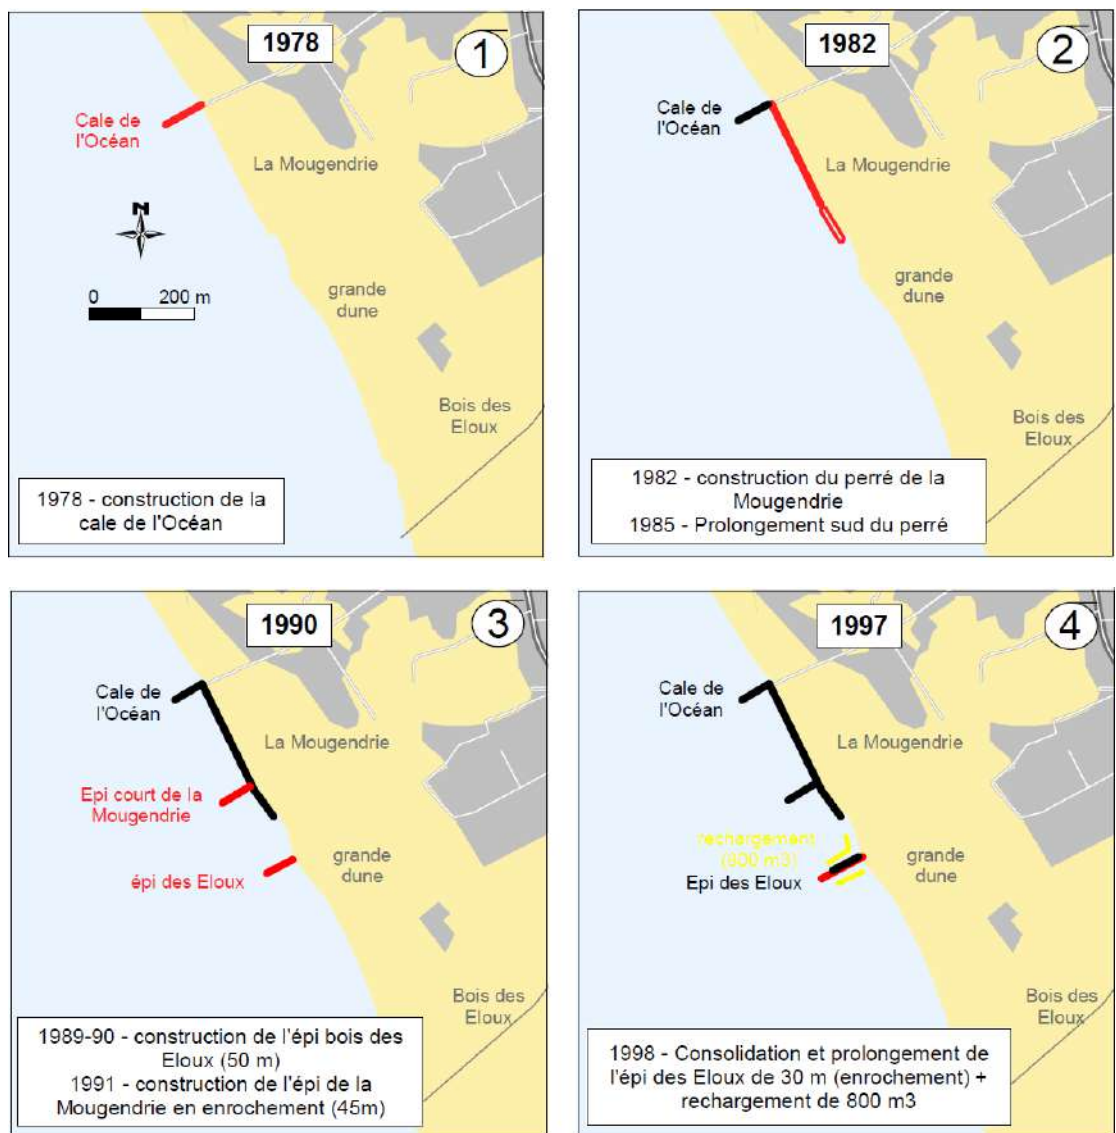 1978
1
Cale de
l'Océan
La Mougendrie
N
0 200 m
grande
dune
Bois des
Eloux
1978 - construction de la
cale de l'Océan
1982
2
Cale de
l'Océan
La Mougendrie
grande
dune
Bois des
Eloux
1982 - construction du perré de la
Mougendrie
1985 - Prolongement sud du perré
1990
3
Cale de
l'Océan
La Mougendrie
Epi court de la
Mougendrie
grande
dune
épi des Eloux
Bois des
Eloux
1989-90 - construction de l'épi bois des
Eloux (50 m)
1991 - construction de l'épi de la
Mougendrie en enrochement (45m)
1997
4
Cale de
l'Océan
La Mougendrie
rechargement
(800 m3)
grande
dune
Epi des Eloux
Bois des
Eloux
1998 - Consolidation et prolongement de
l'épi des Eloux de 30 m (enrochement) +
rechargement de 800 m3